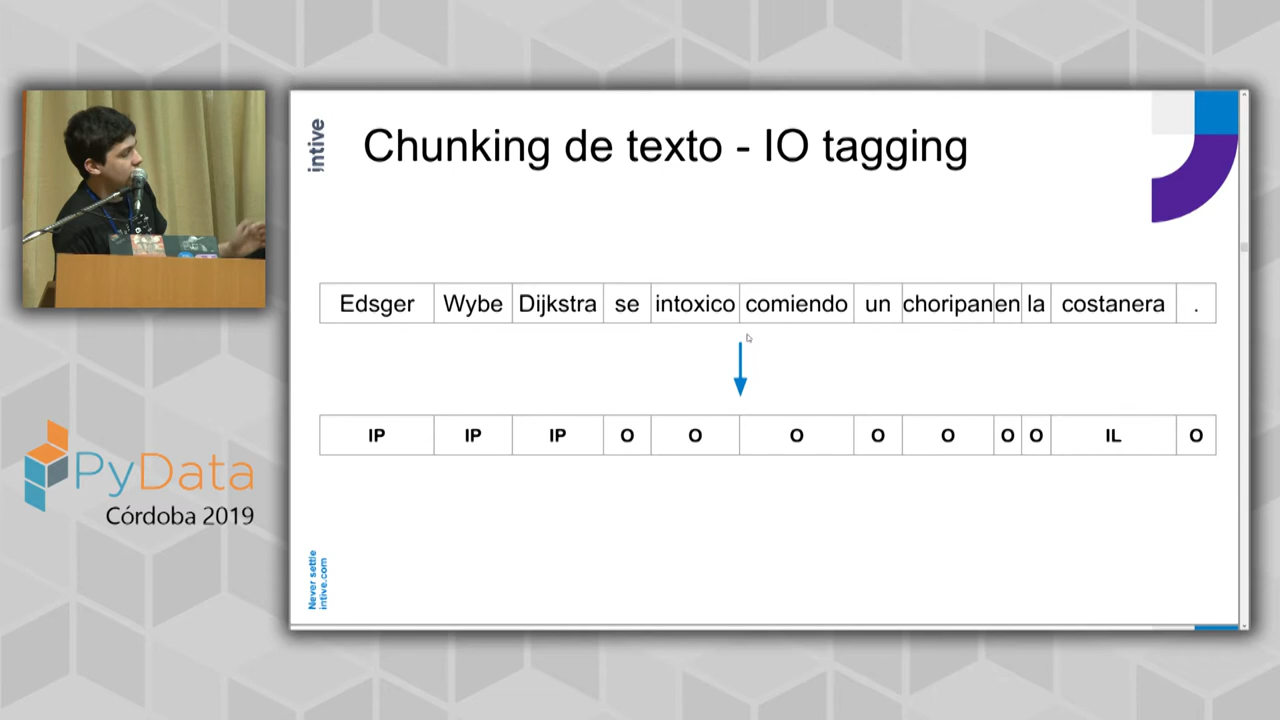 intive
Chunking de texto - IO tagging
Edsger Wybe Dijkstra se intoxico comiendo un choripan en la costanera .
IP IP IP O O O O O O O IL O
PyData
Córdoba 2019
Never settle
intive.com